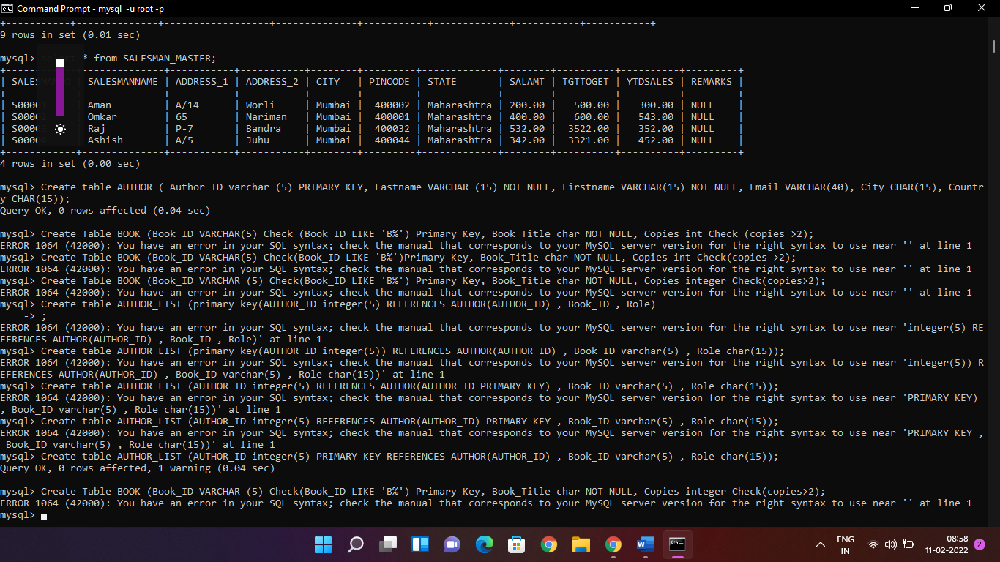 Command Prompt - mysql -u root -p
+-----------+--------------+-------------------+--------------+-----------+-------------+-----------+-----------+
9 rows in set (0.01 sec)
mysql> * from SALESMAN_MASTER;
+------------+--------------+-----------+-----------+--------+---------+-------------+--------+----------+----------+---------+
| SALE SALESMANNAME | ADDRESS_1 | ADDRESS_2 | CITY | PINCODE | STATE | SALAMT | TGTTOGET | YTDSALES | REMARKS |
+------------+--------------+-----------+-----------+--------+---------+-------------+--------+----------+----------+---------+
| S000 Aman | A/14 | Worli | Mumbai | 400002 | Maharashtra | 200.00 | 500.00 | 300.00 | NULL |
| S000 Omkar | 65 | Nariman | Mumbai | 400001 | Maharashtra | 400.00 | 600.00 | 543.00 | NULL |
| S000 Raj | P-7 | Bandra | Mumbai | 400032 | Maharashtra | 532.00 | 3522.00 | 352.00 | NULL |
| S000 Ashish | A/5 | Juhu | Mumbai | 400044 | Maharashtra | 342.00 | 3321.00 | 452.00 | NULL |
+------------+--------------+-----------+-----------+--------+---------+-------------+--------+----------+----------+---------+
4 rows in set (0.00 sec)
mysql> Create table AUTHOR ( Author_ID varchar (5) PRIMARY KEY, Lastname VARCHAR (15) NOT NULL, Firstname VARCHAR(15) NOT NULL, Email VARCHAR(40), City CHAR(15), Countr
y CHAR(15));
Query OK, 0 rows affected (0.04 sec)
mysql> Create Table BOOK (Book_ID VARCHAR(5) Check (Book_ID LIKE 'B%') Primary Key, Book_Title char NOT NULL, Copies int Check (copies >2);
ERROR 1064 (42000): You have an error in your SQL syntax; check the manual that corresponds to your MySQL server version for the right syntax to use near '' at line 1
mysql> Create Table BOOK (Book_ID VARCHAR(5) Check(Book_ID LIKE 'B%')Primary Key, Book_Title char NOT NULL, Copies int Check(copies >2);
ERROR 1064 (42000): You have an error in your SQL syntax; check the manual that corresponds to your MySQL server version for the right syntax to use near '' at line 1
mysql> Create Table BOOK (Book_ID VARCHAR (5) Check(Book_ID LIKE 'B%') Primary Key, Book_Title char NOT NULL, Copies integer Check(copies>2);
ERROR 1064 (42000): You have an error in your SQL syntax; check the manual that corresponds to your MySQL server version for the right syntax to use near '' at line 1
mysql> Create table AUTHOR_LIST (primary key(AUTHOR_ID integer(5) REFERENCES AUTHOR(AUTHOR_ID) , Book_ID , Role)
-> ;
ERROR 1064 (42000): You have an error in your SQL syntax; check the manual that corresponds to your MySQL server version for the right syntax to use near 'integer(5) RE
FERENCES AUTHOR(AUTHOR_ID) , Book_ID , Role)' at line 1
mysql> Create table AUTHOR_LIST (primary key(AUTHOR_ID integer(5)) REFERENCES AUTHOR(AUTHOR_ID) , Book_ID varchar(5) , Role char(15));
ERROR 1064 (42000): You have an error in your SQL syntax; check the manual that corresponds to your MySQL server version for the right syntax to use near 'integer(5)) R
EFERENCES AUTHOR(AUTHOR_ID) , Book_ID varchar(5) , Role char(15))' at line 1
mysql> Create table AUTHOR_LIST (AUTHOR_ID integer(5) REFERENCES AUTHOR(AUTHOR_ID PRIMARY KEY) , Book_ID varchar(5) , Role char(15));
ERROR 1064 (42000): You have an error in your SQL syntax; check the manual that corresponds to your MySQL server version for the right syntax to use near 'PRIMARY KEY)
, Book_ID varchar(5) , Role char(15))' at line 1
mysql> Create table AUTHOR_LIST (AUTHOR_ID integer(5) REFERENCES AUTHOR(AUTHOR_ID) PRIMARY KEY , Book_ID varchar(5) , Role char(15));
ERROR 1064 (42000): You have an error in your SQL syntax; check the manual that corresponds to your MySQL server version for the right syntax to use near 'PRIMARY KEY ,
Book_ID varchar(5) , Role char(15))' at line 1
mysql> Create table AUTHOR_LIST (AUTHOR_ID integer(5) PRIMARY KEY REFERENCES AUTHOR(AUTHOR_ID) , Book_ID varchar(5) , Role char(15));
Query OK, 0 rows affected, 1 warning (0.04 sec)
mysql> Create Table BOOK (Book_ID VARCHAR (5) Check(Book_ID LIKE 'B%') Primary Key, Book_Title char NOT NULL, Copies integer Check(copies>2);
ERROR 1064 (42000): You have an error in your SQL syntax; check the manual that corresponds to your MySQL server version for the right syntax to use near '' at line 1
mysql>
ENG
IN
08:58
11-02-2022
2